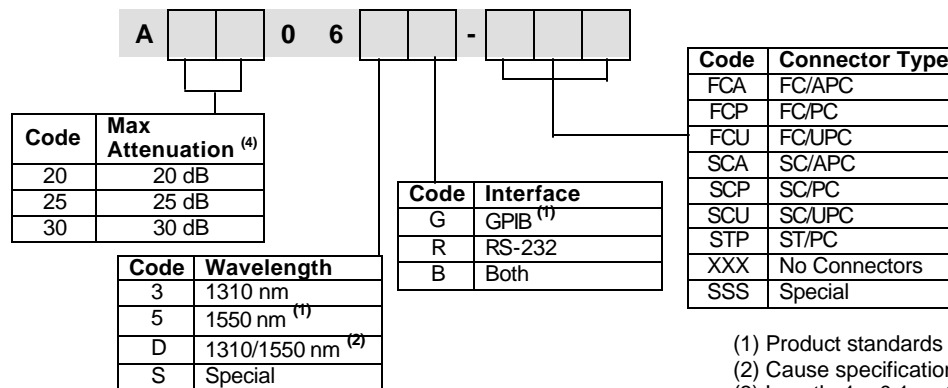 A 0 6 -
Code Connector Type
FCA FC/APC
FCP FC/PC
FCU FC/UPC
SCA SC/APC
SCP SC/PC
SCU SC/UPC
STP ST/PC
XXX No Connectors
SSS Special
Code Max Attenuation (4)
20 20 dB
25 25 dB
30 30 dB
Code Interface
G GPIB (1)
R RS-232
B Both
Code Wavelength
3 1310 nm
5 1550 nm (1)
D 1310/1550 nm (2)
S Special
(1) Product standards
(2) Cause specification